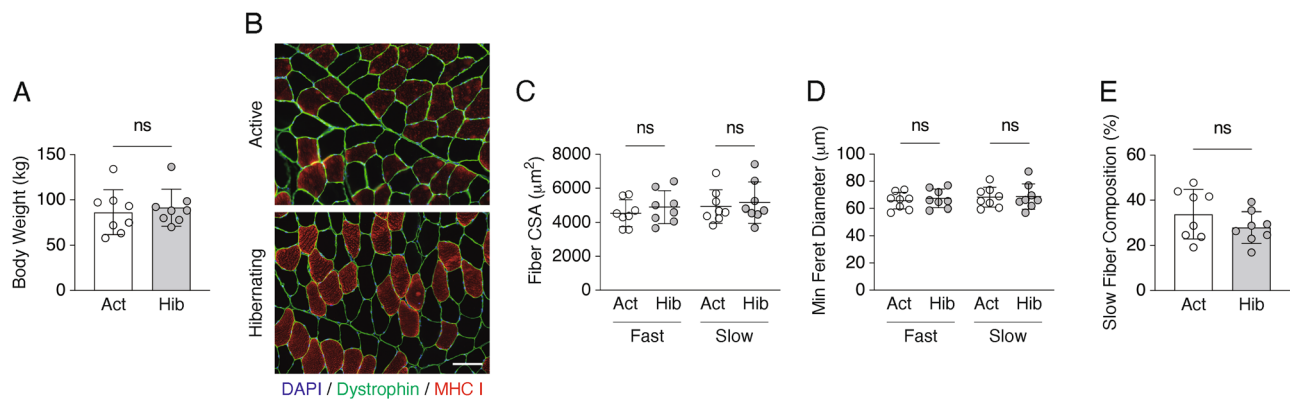 A
ns
Body Weight (kg)
150
100
50
0
Act Hib
B
Active
Hibernating
DAPI / Dystrophin / MHC I
C
ns ns
Fiber CSA (μm²)
8000
6000
4000
2000
0
Act Hib Act Hib
Fast Slow
D
ns ns
Min Feret Diameter (μm)
100
80
60
40
20
0
Act Hib Act Hib
Fast Slow
E
ns
Slow Fiber Composition (%)
60
40
20
0
Act Hib